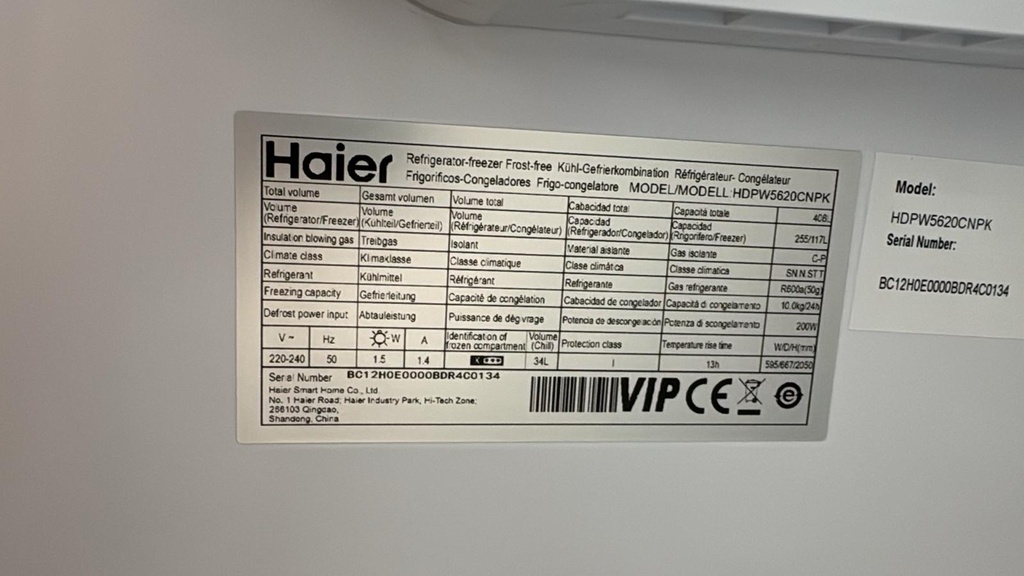 Haier
Refrigerator-freezer Frost-free Kühl-Gefrierkombination Réfrigérateur- Congélateur
Frigorificos-Congeladores Frigo-congelatore MODEL/MODELL:HDPW5620CNPK
Total volume Gesamt volumen Volume total Cabacidad total Capacità totale 406L
Volume (Refrigerator/Freezer) Volume (Kühlteil/Gefrierteil) Volume (Réfrigérateur/Congélateur) Capacidad (Refrigerador/Congelador) Capacidad (Rrigorifero/Freezer) 255/117L
Insulation blowing gas Treibgas Isolant Material aislante Gas isolante C-P
Climate class Klimaklasse Classe climatique Clase climática Classe climatica SN.N.ST.T
Refrigerant Kühlmittel Réfrigérant Refrigerante Gas refrigerante R600a(50g)
Freezing capacity Gefrierleitung Capacité de congélation Cabacidad de congelador Capacità di congelamento 10.0kg/24h
Defrost power input Abtauleistung Puissance de dégivrage Potencia de descongelación Potenza di scongelamento 200W
V~ Hz W A Identification of frozen compartment Volume (Chill) Protection class Temperature rise time W/D/H(mm)
220-240 50 1.5 1.4 34L I 13h 595/667/2050
Serial Number BC12H0E0000BDR4C0134
Haier Smart Home Co., Ltd.
No. 1 Haier Road, Haier Industry Park, Hi-Tech Zone,
266103 Qingdao,
Shandong, China
VIP CE e
Model:
HDPW5620CNPK
Serial Number:
BC12H0E0000BDR4C0134